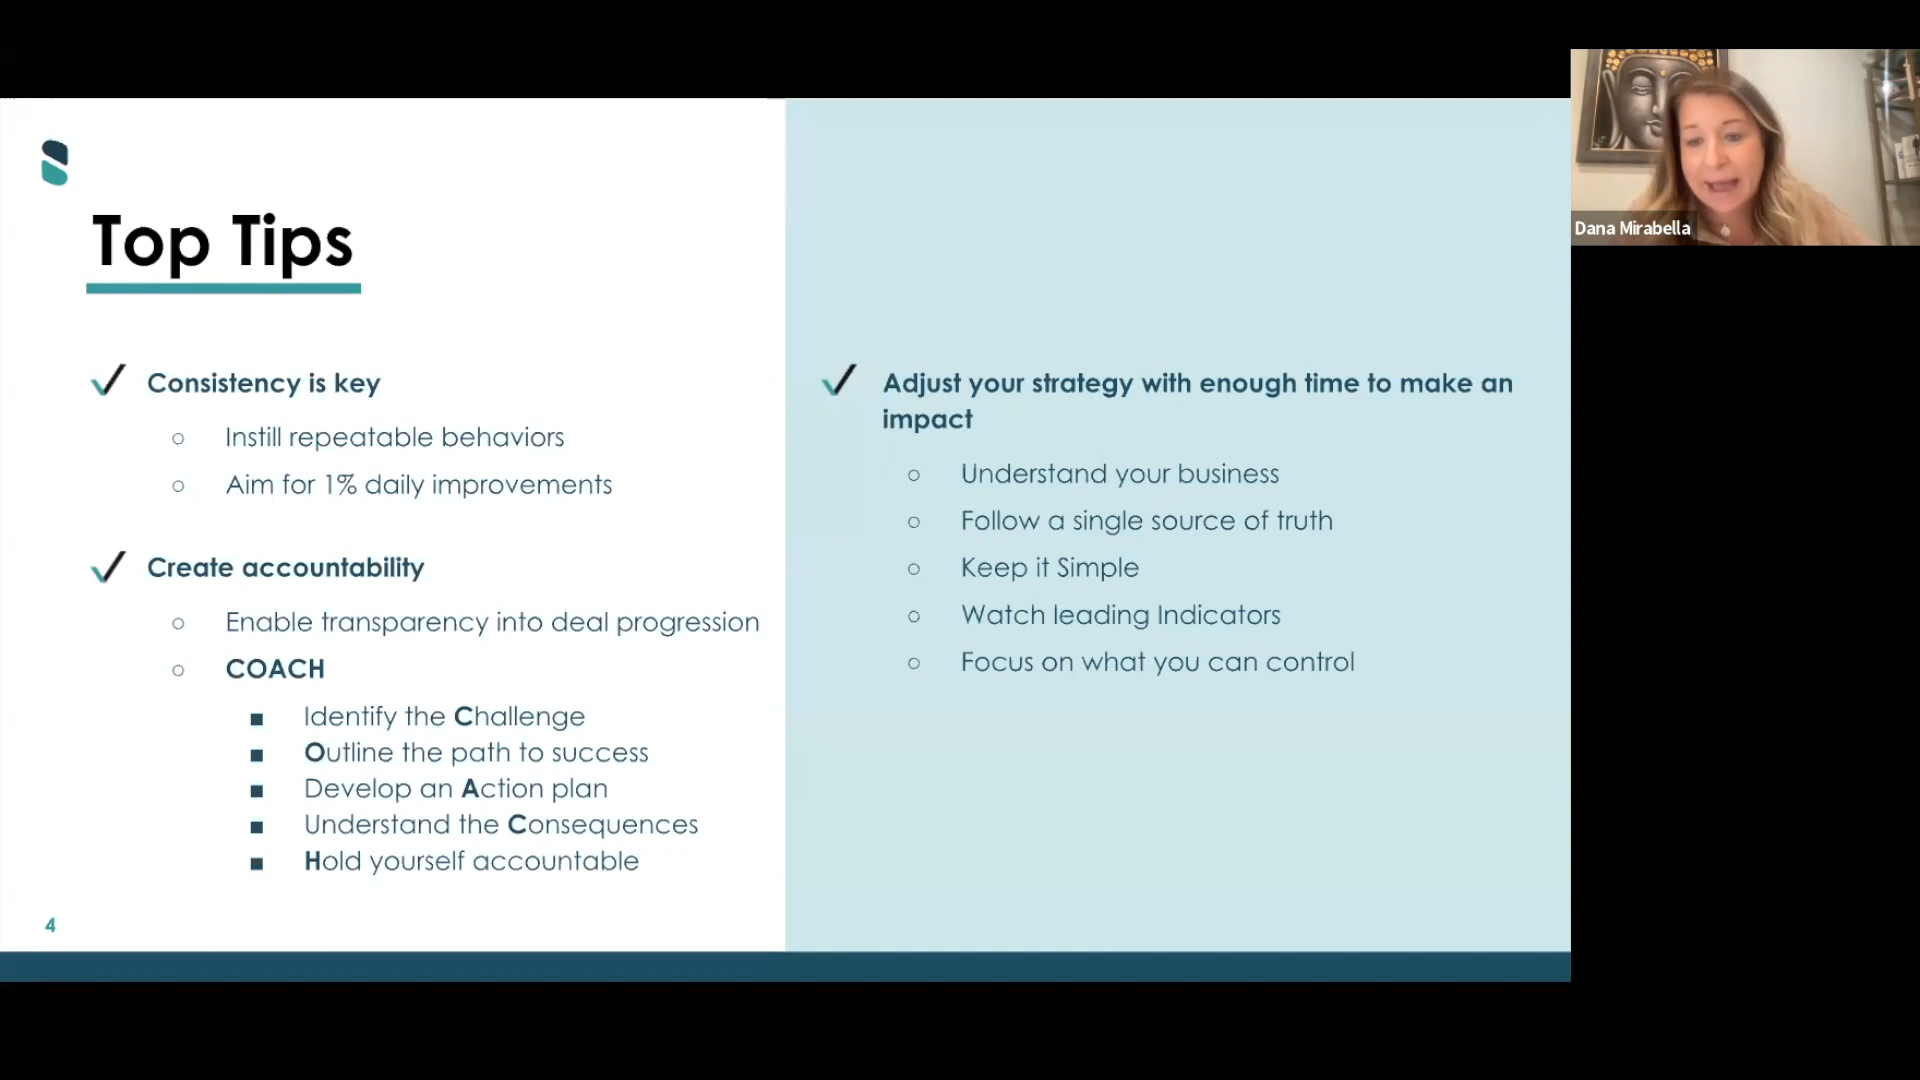 Top Tips
Consistency is key
○ Instill repeatable behaviors
○ Aim for 1% daily improvements
Create accountability
○ Enable transparency into deal progression
○ COACH
■ Identify the Challenge
■ Outline the path to success
■ Develop an Action plan
■ Understand the Consequences
■ Hold yourself accountable
4
Adjust your strategy with enough time to make an
impact
○ Understand your business
○ Follow a single source of truth
○ Keep it Simple
○ Watch leading Indicators
○ Focus on what you can control
Dana Mirabella